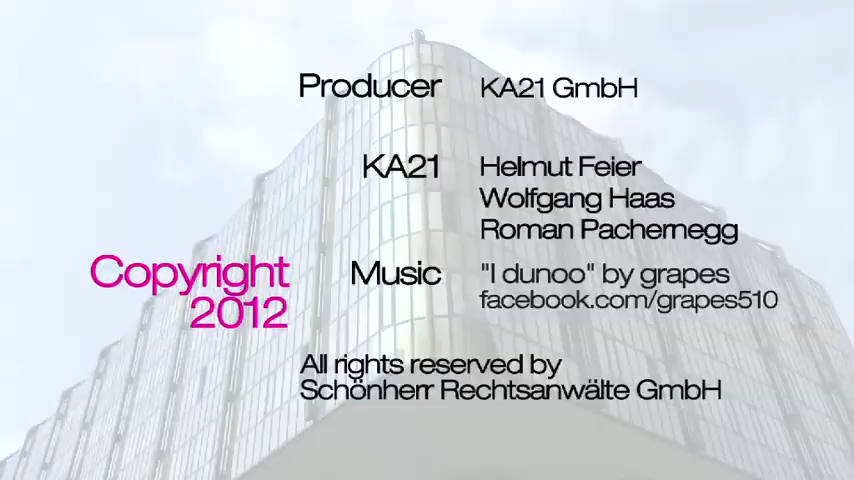 Producer KA21 GmbH
KA21 Helmut Feier
Wolfgang Haas
Roman Pachernegg
Copyright
2012
Music "I dunoo" by grapes
facebook.com/grapes510
All rights reserved by
Schönherr Rechtsanwälte GmbH